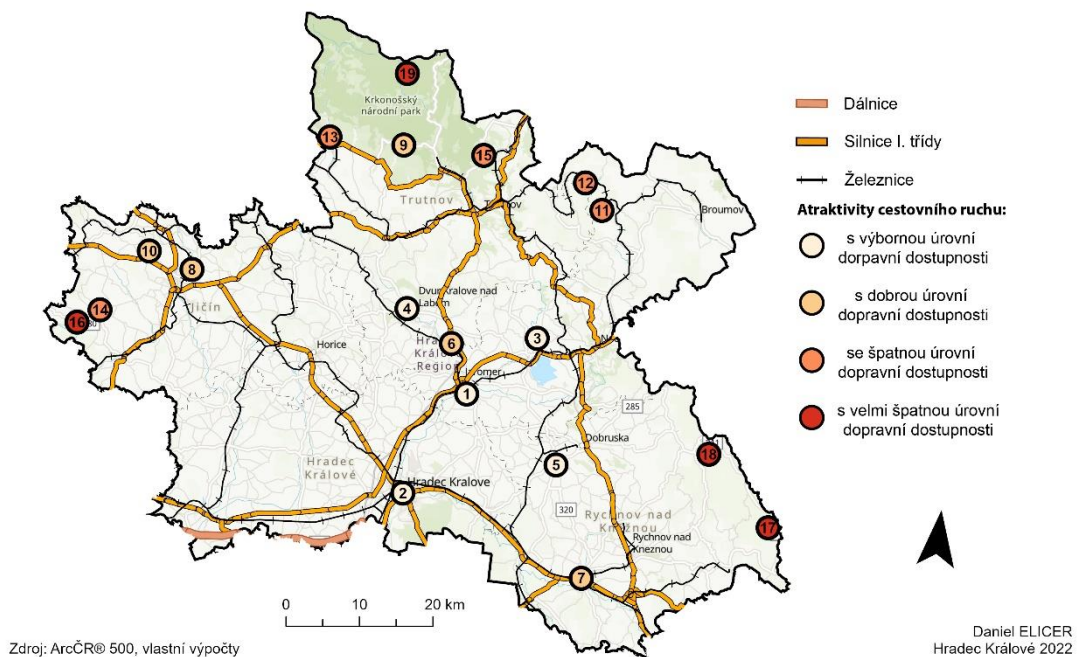 19
Krkonošský
národní park
13
9
15
12
11
Broumov
Trutnov
10
8
Jičín
14
16
4
Dvur Kralove nad
Labem
6
3
Horice
Region
1
285
Dobruska
18
5
Hradec
Králové
2
Hradec Kralove
320
Rychnov nad
Kněžnou
Rychnov nad
Kneznou
17
7
0 10 20 km
Dálnice
Silnice I. třídy
Železnice
Atraktivity cestovního ruchu:
s výbornou úrovní
dorpavní dostupnosti
s dobrou úrovní
dopravní dostupnosti
se špatnou úrovní
dopravní dostupnosti
s velmi špatnou úrovní
dopravní dostupnosti
Zdroj: ArcČR® 500, vlastní výpočty
Daniel ELICER
Hradec Králové 2022